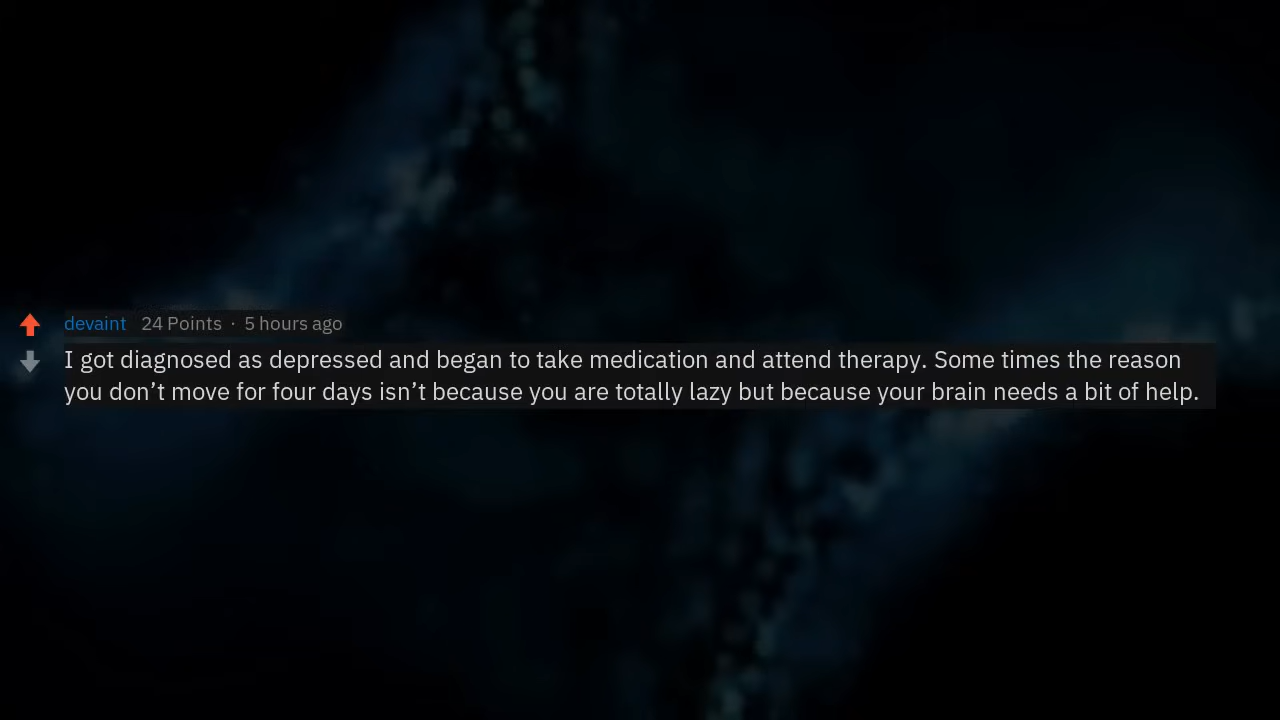 devaint 24 Points · 5 hours ago
I got diagnosed as depressed and began to take medication and attend therapy. Some times the reason
you don’t move for four days isn’t because you are totally lazy but because your brain needs a bit of help.